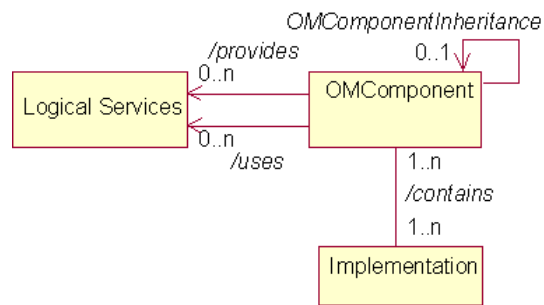 OMComponentInheritance
/provides
0..1
0..n
Logical Services
OMComponent
0..n
/uses
1..n
/contains
1..n
Implementation